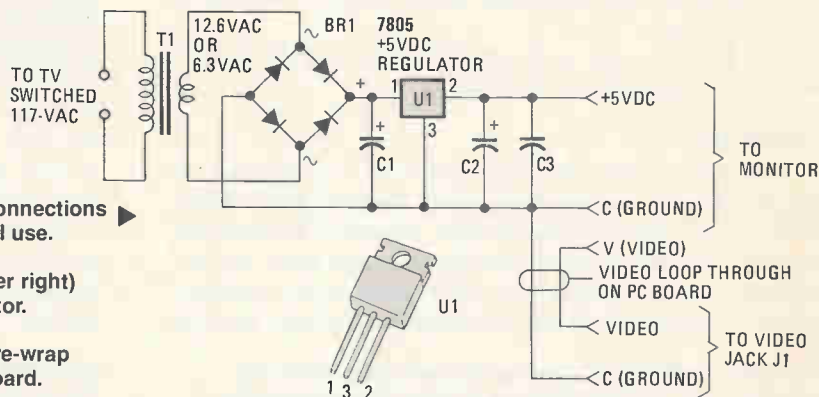 12.6VAC
OR
6.3VAC
T1
TO TV
SWITCHED
117-VAC
~
BR1
~
7805
+5VDC
REGULATOR
+
1
U1
2
3
+
C1
+
C2
C3
+5VDC
TO
MONITOR
C (GROUND)
V (VIDEO)
VIDEO LOOP THROUGH
ON PC BOARD
VIDEO
TO VIDEO
JACK J1
C (GROUND)
U1
1 3 2
onnections
l use.
er right)
tor.
re-wrap
oard.